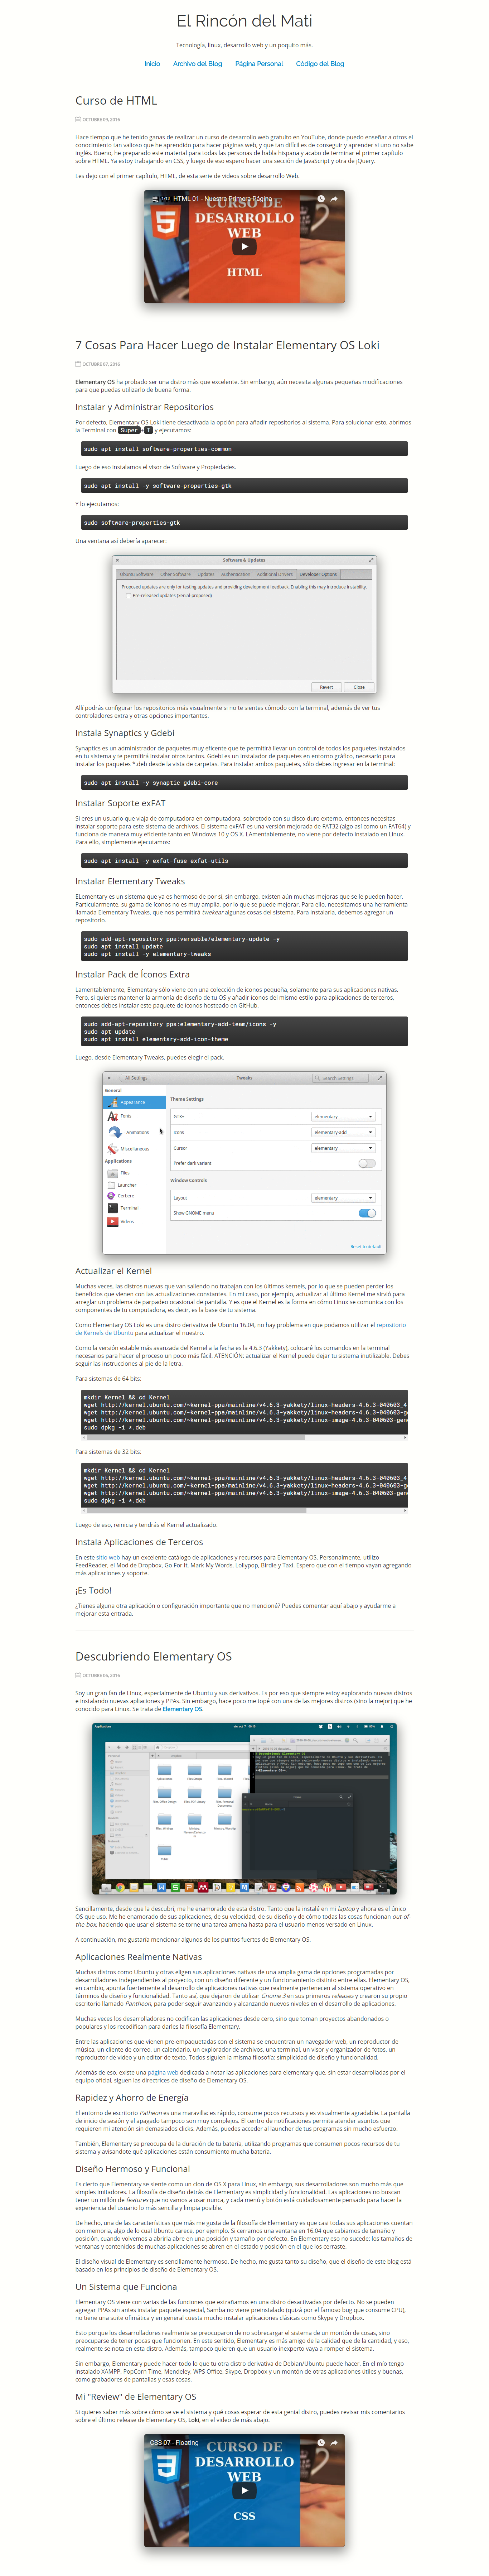 El Rincón del Mati
Tecnología, linux, desarrollo web y un poquito más.
Inicio Archivo del Blog Página Personal Código del Blog
Curso de HTML
OCTUBRE 09, 2016
Hace tiempo que he tenido ganas de realizar un curso de desarrollo web gratuito en YouTube, donde puedo enseñar a otros el
conocimiento tan valioso que he aprendido para hacer páginas web, y que tan difícil es de conseguir y aprender si uno no sabe
inglés. Bueno, he preparado este material para todas las personas de habla hispana y acabo de terminar el primer capítulo
sobre HTML. Ya estoy trabajando en CSS, y luego de eso espero hacer una sección de JavaScript y otra de jQuery.
Les dejo con el primer capítulo, HTML, de esta serie de videos sobre desarrollo Web.
HTML 01 - Nuestra Primera Página
CURSO DE
DESARROLLO
WEB
HTML
7 Cosas Para Hacer Luego de Instalar Elementary OS Loki
OCTUBRE 07, 2016
Elementary OS ha probado ser una distro más que excelente. Sin embargo, aún necesita algunas pequeñas modificaciones
para que puedas utilizarlo de buena forma.
Instalar y Administrar Repositorios
Por defecto, Elementary OS Loki tiene desactivada la opción para añadir repositorios al sistema. Para solucionar esto, abrimos
la Terminal con Super + T y ejecutamos:
sudo apt install software-properties-common
Luego de eso instalamos el visor de Software y Propiedades.
sudo apt install -y software-properties-gtk
Y lo ejecutamos:
sudo software-properties-gtk
Una ventana así debería aparecer:
Software & Updates
Ubuntu Software Other Software Updates Authentication Additional Drivers Developer Options
Proposed updates are only for testing updates and providing development feedback. Enabling this may introduce instability.
Pre-released updates (xenial-proposed)
Revert Close
Allí podrás configurar los repositorios más visualmente si no te sientes cómodo con la terminal, además de ver tus
controladores extra y otras opciones importantes.
Instala Synaptics y Gdebi
Synaptics es un administrador de paquetes muy eficente que te permitirá llevar un control de todos los paquetes instalados
en tu sistema y te permitirá instalar otros tantos. Gdebi es un instalador de paquetes en entorno gráfico, necesario para
instalar los paquetes *.deb desde la vista de carpetas. Para instalar ambos paquetes, sólo debes ingresar en la terminal:
sudo apt install -y synaptic gdebi-core
Instalar Soporte exFAT
Si eres un usuario que viaja de computadora en computadora, sobretodo con su disco duro externo, entonces necesitas
instalar soporte para este sistema de archivos. El sistema exFAT es una versión mejorada de FAT32 (algo así como un FAT64) y
funciona de manera muy eficiente tanto en Windows 10 y OS X. LAmentablemente, no viene por defecto instalado en Linux.
Para ello, simplemente ejecutamos:
sudo apt install -y exfat-fuse exfat-utils
Instalar Elementary Tweaks
ELementary es un sistema que ya es hermoso de por sí, sin embargo, existen aún muchas mejoras que se le pueden hacer.
Particularmente, su gama de íconos no es muy amplia, por lo que se puede mejorar. Para ello, necesitamos una herramienta
llamada Elementary Tweaks, que nos permitirá twekear algunas cosas del sistema. Para instalarla, debemos agregar un
repositorio.
sudo add-apt-repository ppa:versable/elementary-update -y
sudo apt install update
sudo apt install -y elementary-tweaks
Instalar Pack de Íconos Extra
Lamentablemente, Elementary sólo viene con una colección de íconos pequeña, solamente para sus aplicaciones nativas.
Pero, si quieres mantener la armonía de diseño de tu OS y añadir íconos del mismo estilo para aplicaciones de terceros,
entonces debes instalar este paquete de íconos hosteado en GitHub.
sudo add-apt-repository ppa:elementary-add-team/icons -y
sudo apt update
sudo apt install elementary-add-icon-theme
Luego, desde Elementary Tweaks, puedes elegir el pack.
All Settings Tweaks Search Settings
General
Appearance
Fonts
Animations
Miscellaneous
Applications
Files
Launcher
Cerbere
Terminal
Videos
Theme Settings
GTK+ elementary
Icons elementary-add
Cursor elementary
Prefer dark variant
Window Controls
Layout elementary
Show GNOME menu
Reset to default
Actualizar el Kernel
Muchas veces, las distros nuevas que van saliendo no trabajan con los últimos kernels, por lo que se pueden perder los
beneficios que vienen con las actualizaciones constantes. En mi caso, por ejemplo, actualizar al último Kernel me sirvió para
arreglar un problema de parpadeo ocasional de pantalla. Y es que el Kernel es la forma en cómo Linux se comunica con los
componentes de tu computadora, es decir, es la base de tu sistema.
Como Elementary OS Loki es una distro derivativa de Ubuntu 16.04, no hay problema en que podamos utilizar el repositorio
de Kernels de Ubuntu para actualizar el nuestro.
Como la versión estable más avanzada del Kernel a la fecha es la 4.6.3 (Yakkety), colocaré los comandos en la terminal
necesarios para hacer el proceso un poco más fácil. ATENCIÓN: actualizar el Kernel puede dejar tu sistema inutilizable. Debes
seguir las instrucciones al pie de la letra.
Para sistemas de 64 bits:
mkdir Kernel && cd Kernel
wget http://kernel.ubuntu.com/~kernel-ppa/mainline/v4.6.3-yakkety/linux-headers-4.6.3-040603_4
wget http://kernel.ubuntu.com/~kernel-ppa/mainline/v4.6.3-yakkety/linux-headers-4.6.3-040603-ge
wget http://kernel.ubuntu.com/~kernel-ppa/mainline/v4.6.3-yakkety/linux-image-4.6.3-040603-gene
sudo dpkg -i *.deb
Para sistemas de 32 bits:
mkdir Kernel && cd Kernel
wget http://kernel.ubuntu.com/~kernel-ppa/mainline/v4.6.3-yakkety/linux-headers-4.6.3-040603_4
wget http://kernel.ubuntu.com/~kernel-ppa/mainline/v4.6.3-yakkety/linux-headers-4.6.3-040603-ge
wget http://kernel.ubuntu.com/~kernel-ppa/mainline/v4.6.3-yakkety/linux-image-4.6.3-040603-gene
sudo dpkg -i *.deb
Luego de eso, reinicia y tendrás el Kernel actualizado.
Instala Aplicaciones de Terceros
En este sitio web hay un excelente catálogo de aplicaciones y recursos para Elementary OS. Personalmente, utilizo
FeedReader, el Mod de Dropbox, Go For It, Mark My Words, Lollypop, Birdie y Taxi. Espero que con el tiempo vayan agregando
más aplicaciones y soporte.
¡Es Todo!
¿Tienes alguna otra aplicación o configuración importante que no mencioné? Puedes comentar aquí abajo y ayudarme a
mejorar esta entrada.
Descubriendo Elementary OS
OCTUBRE 06, 2016
Soy un gran fan de Linux, especialmente de Ubuntu y sus derivativos. Es por eso que siempre estoy explorando nuevas distros
e instalando nuevas apliaciones y PPAs. Sin embargo, hace poco me topé con una de las mejores distros (sino la mejor) que he
conocido para Linux. Se trata de Elementary OS.
Sencillamente, desde que la descubrí, me he enamorado de esta distro. Tanto que la instalé en mi laptop y ahora es el único
OS que uso. Me he enamorado de sus aplicaciones, de su velocidad, de su diseño y de cómo todas las cosas funcionan out-of-
the-box, haciendo que usar el sistema se torne una tarea amena hasta para el usuario menos versado en Linux.
A continuación, me gustaría mencionar algunos de los puntos fuertes de Elementary OS.
Aplicaciones Realmente Nativas
Muchas distros como Ubuntu y otras eligen sus aplicaciones nativas de una amplia gama de opciones programadas por
desarrolladores independientes al proyecto, con un diseño diferente y un funcionamiento distinto entre ellas. Elementary OS,
en cambio, apunta fuertemente al desarrollo de aplicaciones nativas que realmente pertenecen al sistema operativo en
términos de diseño y funcionalidad. Tanto así, que dejaron de utilizar Gnome 3 en sus primeros releases y crearon su propio
escritorio llamado Pantheon, para poder seguir avanzando y alcanzando nuevos niveles en el desarrollo de aplicaciones.
Muchas veces los desarrolladores no codifican las aplicaciones desde cero, sino que toman proyectos abandonados o
populares y los recodifican para darles la filosofía Elementary.
Entre las aplicaciones que vienen pre-empaquetadas con el sistema se encuentran un navegador web, un reproductor de
música, un cliente de correo, un calendario, un explorador de archivos, una terminal, un visor y organizador de fotos, un
reproductor de video y un editor de texto. Todos siguien la misma filosofía: simplicidad de diseño y funcionalidad.
Además de eso, existe una página web dedicada a notar las aplicaciones para elementary que, sin estar desarrolladas por el
equipo oficial, siguen las directrices de diseño de Elementary OS.
Rapidez y Ahorro de Energía
El entorno de escritorio Patheon es una maravilla: es rápido, consume pocos recursos y es visualmente agradable. La pantalla
de inicio de sesión y el apagado tampoco son muy complejos. El centro de notificaciones permite atender asuntos que
requieren mi atención sin demasiados clicks. Además, puedes acceder al launcher de tus programas sin mucho esfuerzo.
También, Elementary se preocupa de la duración de tu batería, utilizando programas que consumen pocos recursos de tu
sistema y avisandote qué aplicaciones están consumiento mucha batería.
Diseño Hermoso y Funcional
Es cierto que Elementary se siente como un clon de OS X para Linux, sin embargo, sus desarrolladores son mucho más que
simples imitadores. La filosofía de diseño detrás de Elementary es simplicidad y funcionalidad. Las aplicaciones no buscan
tener un millón de features que no vamos a usar nunca, y cada menú y botón está cuidadosamente pensado para hacer la
experiencia del usuario lo más sencilla y limpia posible.
De hecho, una de las características que más me gusta de la filosofía de Elementary es que casi todas sus aplicaciones cuentan
con memoria, algo de lo cual Ubuntu carece, por ejemplo. Si cerramos una ventana en 16.04 que cabiamos de tamaño y
posición, cuando volvemos a abrirla abre en una posición y tamaño por defecto. En Elementary eso no sucede: los tamaños de
ventanas y contenidos de muchas aplicaciones se abren en el estado y posición en el que los cerraste.
El diseño visual de Elementary es sencillamente hermoso. De hecho, me gusta tanto su diseño, que el diseño de este blog está
basado en los principios de diseño de Elementary OS.
Un Sistema que Funciona
Elementary OS viene con varias de las funciones que extrañamos en una distro desactivadas por defecto. No se pueden
agregar PPAs sin antes instalar paquete especial, Samba no viene preinstalado (quizá por el famoso bug que consume CPU),
no tiene una suite ofimática y en general cuesta mucho instalar aplicaciones clásicas como Skype y Dropbox.
Esto porque los desarrolladores realmente se preocuparon de no sobrecargar el sistema de un montón de cosas, sino
preocuparse de tener pocas que funcionen. En este sentido, Elementary es más amigo de la calidad que de la cantidad, y eso,
realmente se nota en esta distro. Además, tampoco quieren que un usuario inexperto vaya a romper el sistema.
Sin embargo, Elementary puede hacer todo lo que tu otra distro derivativa de Debian/Ubuntu puede hacer. En el mío tengo
instalado XAMPP, PopCorn Time, Mendeley, WPS Office, Skype, Dropbox y un montón de otras aplicaciones útiles y buenas,
como grabadores de pantallas y esas cosas.
Mi "Review" de Elementary OS
Si quieres saber más sobre cómo se ve el sistema y qué cosas esperar de esta genial distro, puedes revisar mis comentarios
sobre el último release de Elementary OS, Loki, en el video de más abajo.
CSS 07 - Floating
CURSO DE
DESARROLLO
WEB
CSS